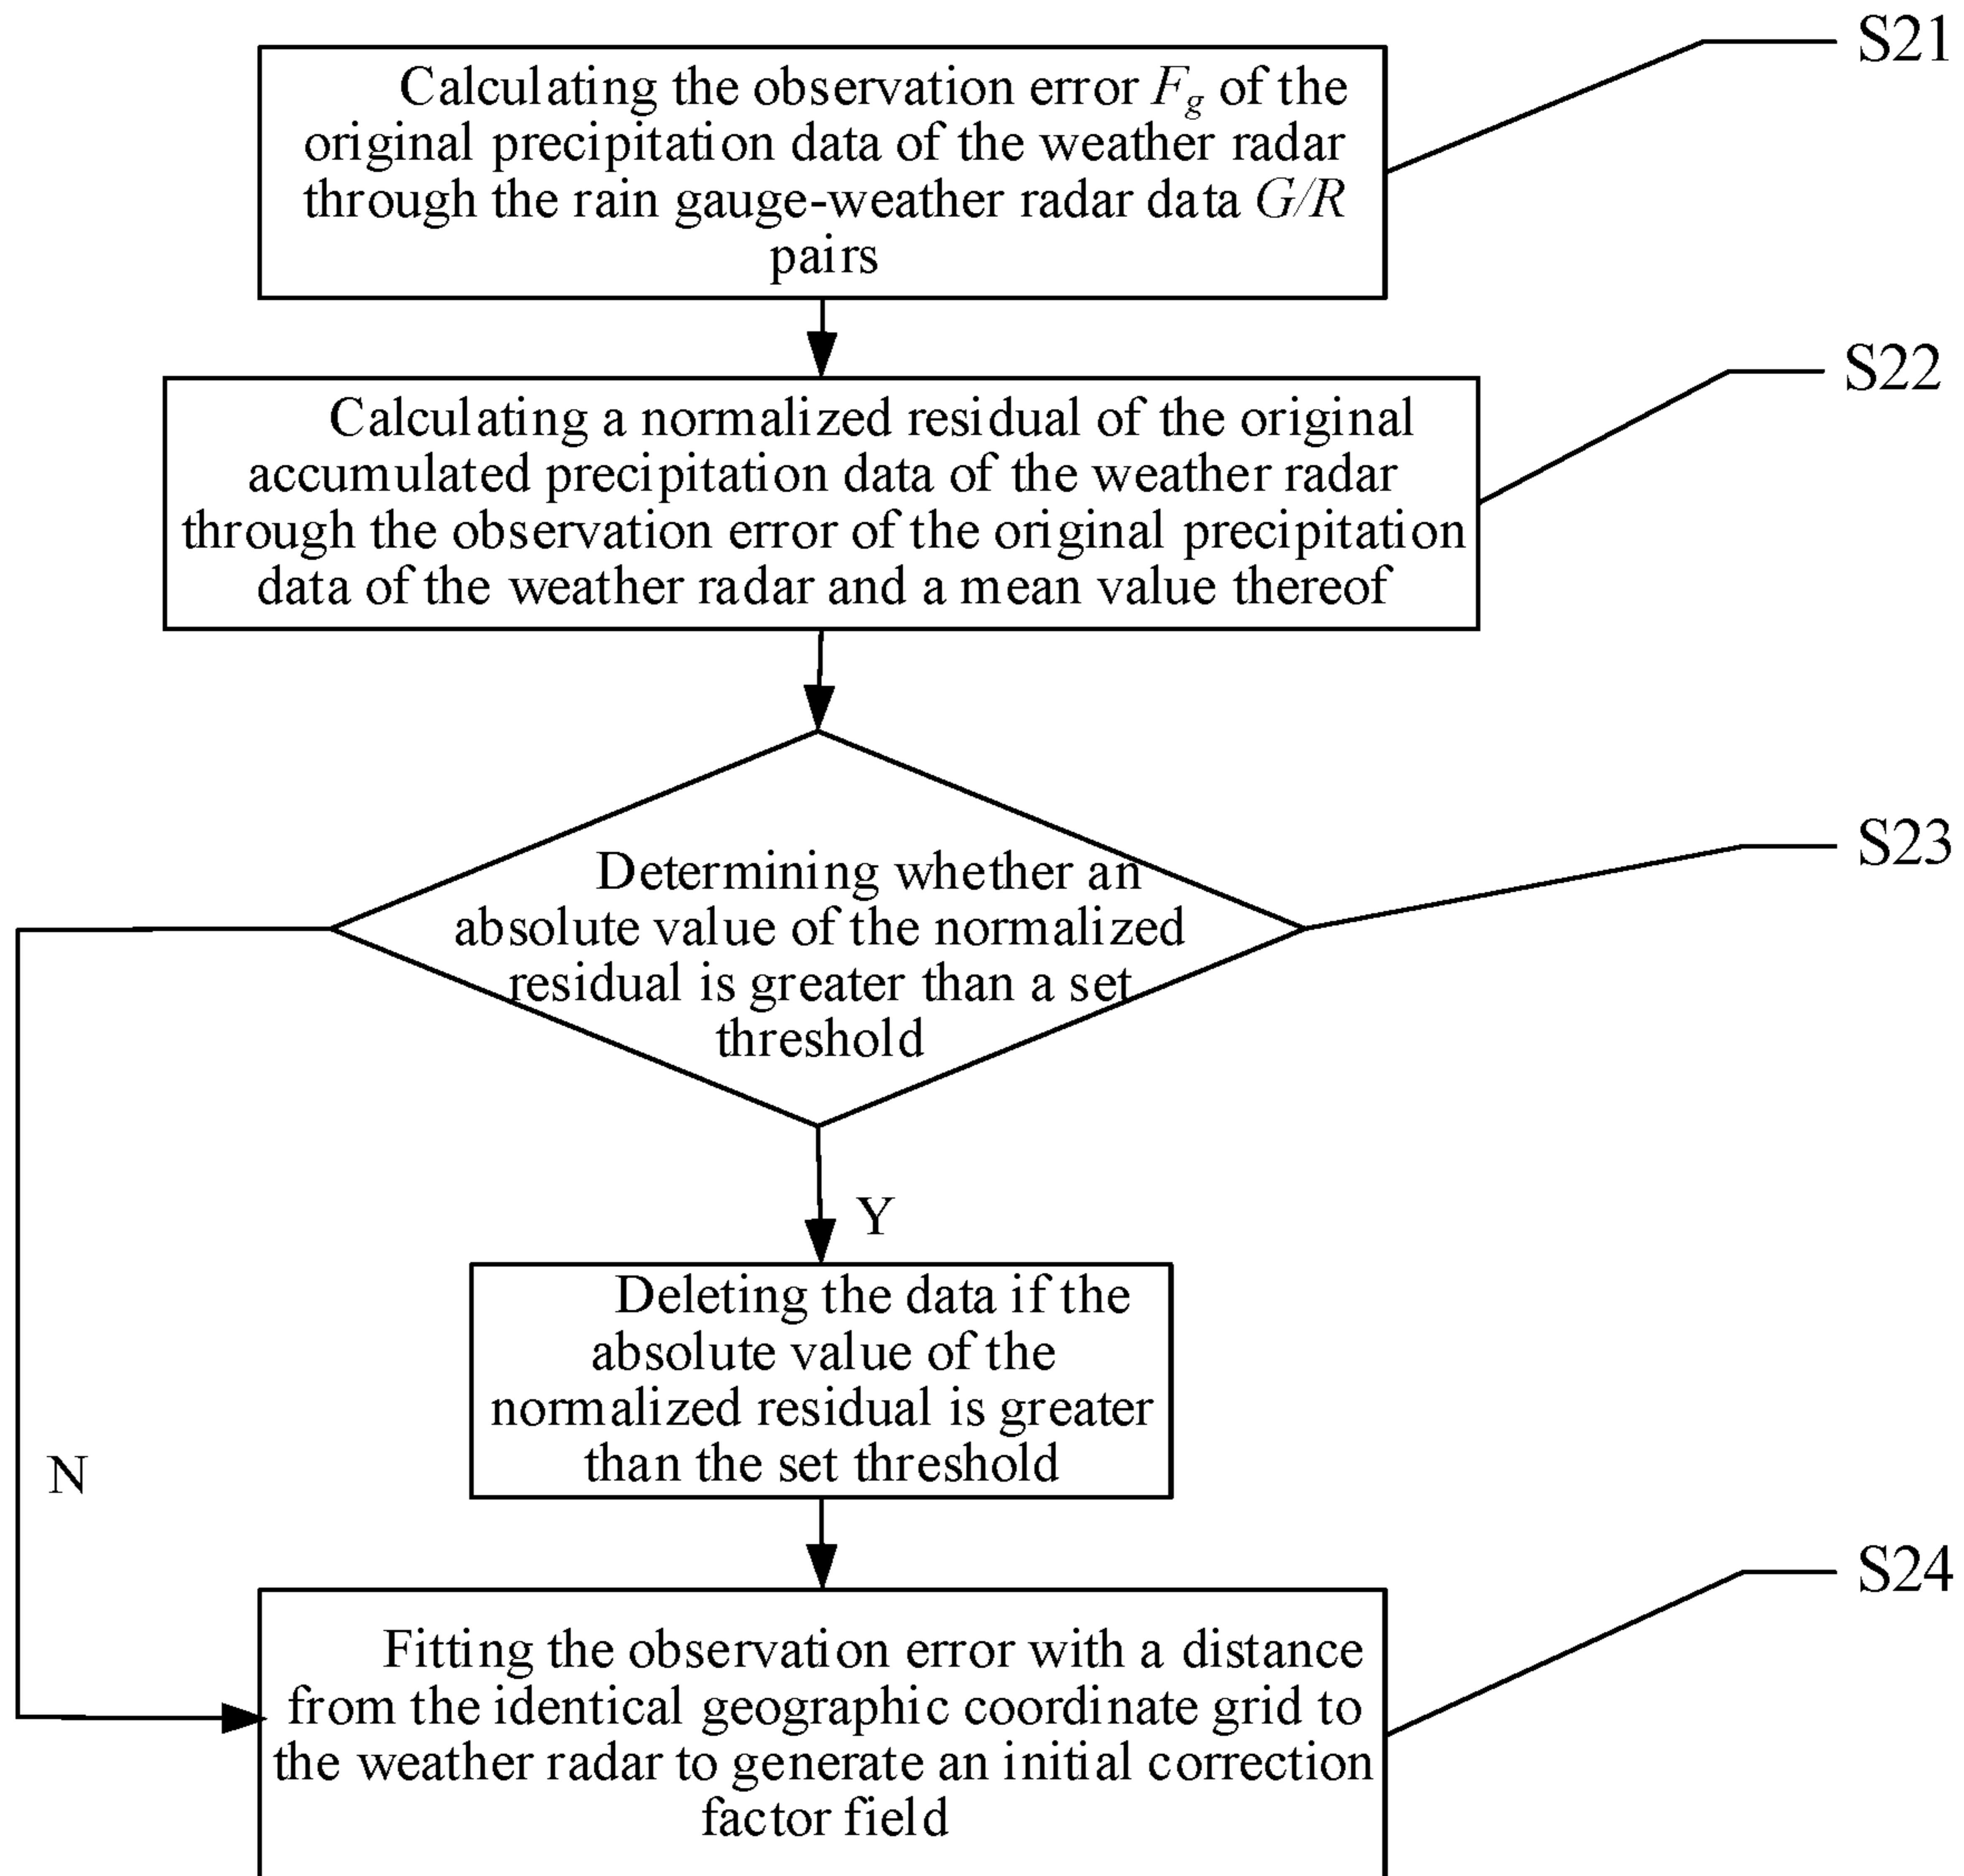 S21
Calculating the observation error Fg of the
original precipitation data of the weather radar
through the rain gauge-weather radar data G/R
pairs
S22
Calculating a normalized residual of the original
accumulated precipitation data of the weather radar
through the observation error of the original precipitation
data of the weather radar and a mean value thereof
S23
Determining whether an
absolute value of the normalized
residual is greater than a set
threshold
Y
Deleting the data if the
absolute value of the
normalized residual is greater
than the set threshold
N
S24
Fitting the observation error with a distance
from the identical geographic coordinate grid to
the weather radar to generate an initial correction
factor field